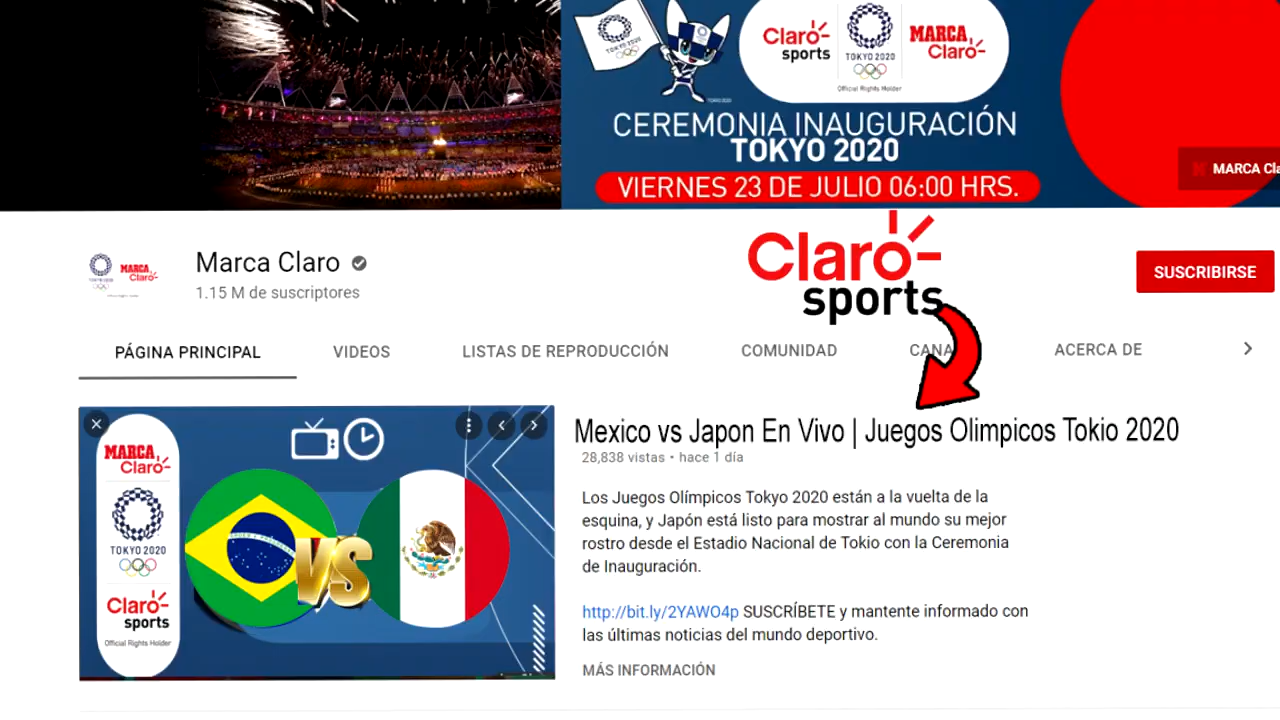 TOKYO 2020
Claro
sports
TOKYO 2020
MARCA
Claro
Official Rights Holder
TOKYO 2020
CEREMONIA INAUGURACIÓN
TOKYO 2020
VIERNES 23 DE JULIO 06:00 HRS.
MARCA Cla
Marca Claro
1.15 M de suscriptores
TOKYO 2020
MARCA
Claro
Claro
sports
SUSCRIBIRSE
PÁGINA PRINCIPAL
VIDEOS
LISTAS DE REPRODUCCIÓN
COMUNIDAD
CANA
ACERCA DE
MARCA
Claro
TOKYO 2020
Claro
sports
Official Rights Holder
VS
Mexico vs Japon En Vivo | Juegos Olimpicos Tokio 2020
28,838 vistas • hace 1 día
Los Juegos Olímpicos Tokyo 2020 están a la vuelta de la
esquina, y Japón está listo para mostrar al mundo su mejor
rostro desde el Estadio Nacional de Tokio con la Ceremonia
de Inauguración.
http://bit.ly/2YAWO4p SUSCRÍBETE y mantente informado con
las últimas noticias del mundo deportivo.
MÁS INFORMACIÓN